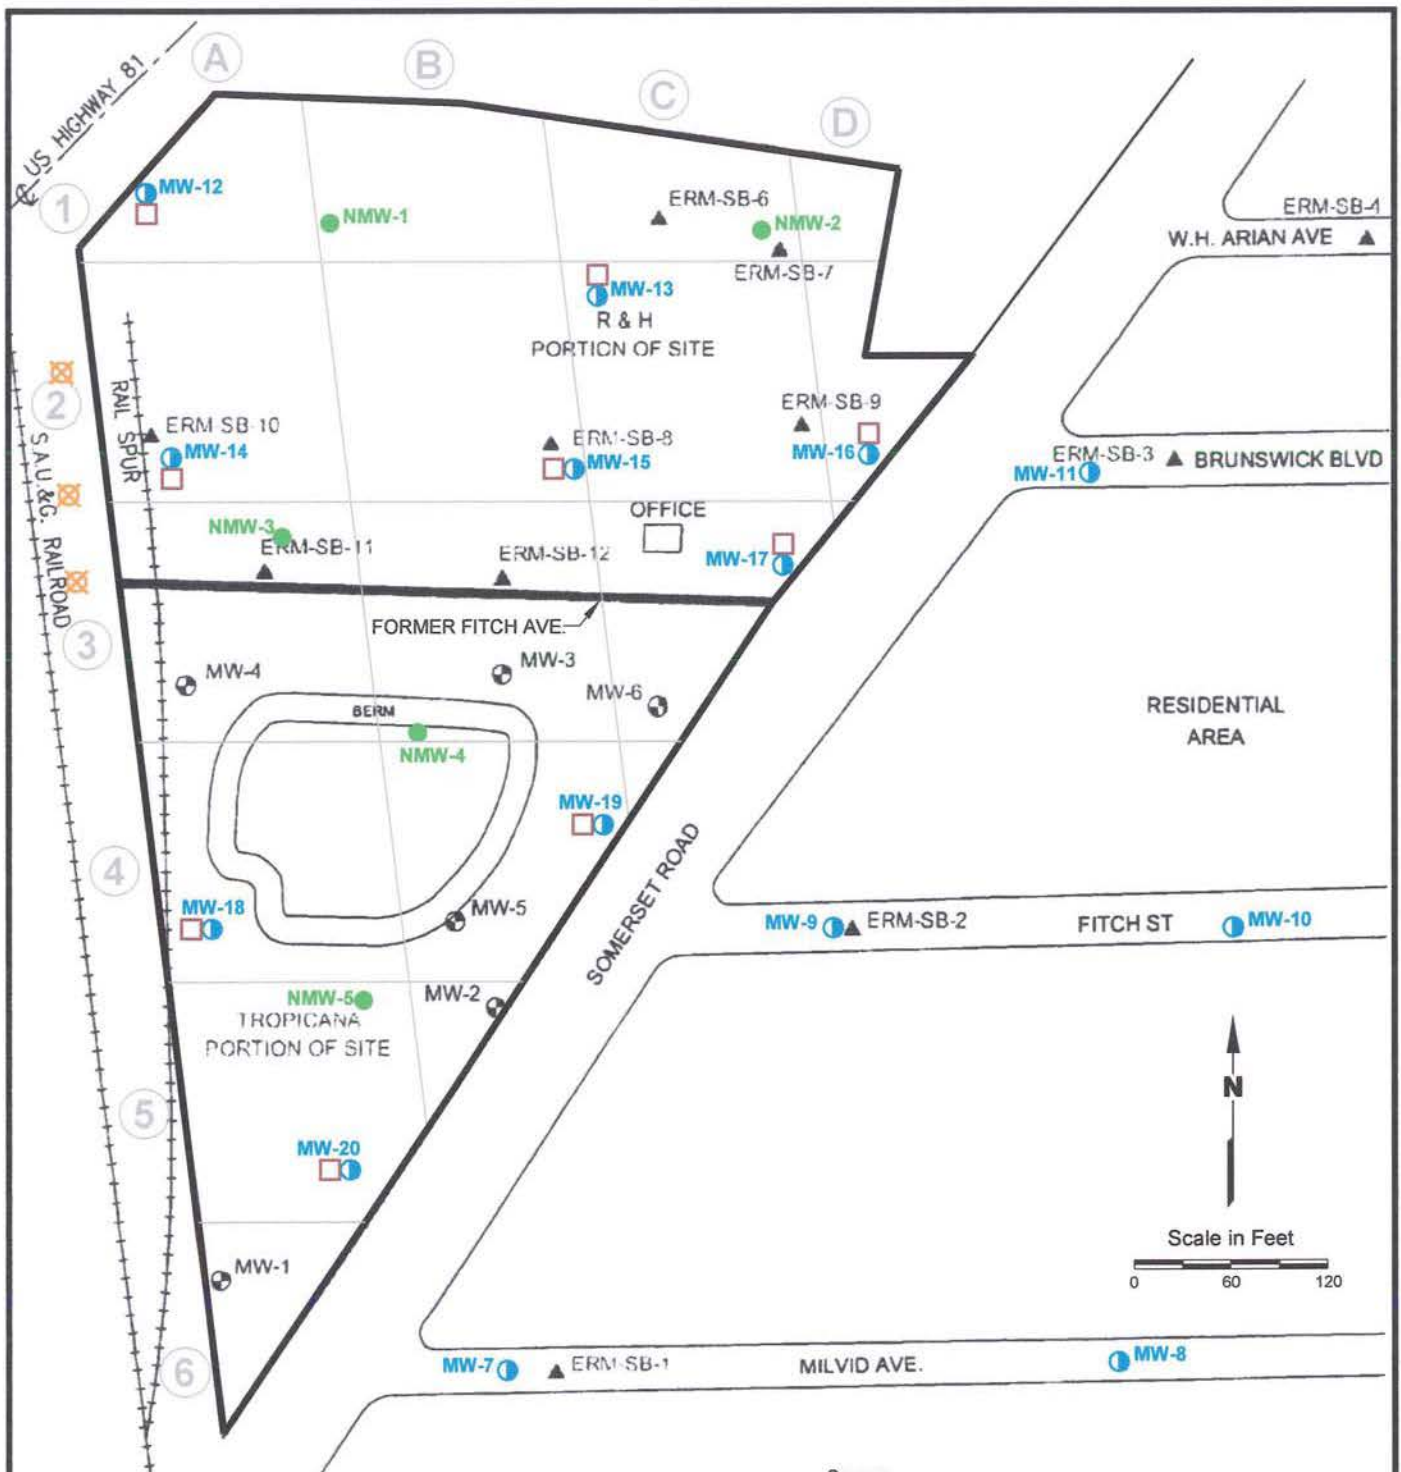 A
B
C
D
US HIGHWAY 81
1
MW-12
NMW-1
ERM-SB-6
NMW-2
ERM-SB-7
ERM-SB-4
W.H. ARIAN AVE
MW-13
R & H
PORTION OF SITE
2
RAIL SPUR
S.A.U.&G. RAILROAD
ERM-SB-10
MW-14
ERM-SB-8
MW-15
ERM-SB-9
MW-16
ERM-SB-3
MW-11
BRUNSWICK BLVD
OFFICE
NMW-3
ERM-SB-11
ERM-SB-12
MW-17
FORMER FITCH AVE.
3
MW-4
MW-3
MW-6
BERM
NMW-4
RESIDENTIAL
AREA
MW-19
4
MW-18
MW-5
SOMERSET ROAD
MW-9
ERM-SB-2
FITCH ST
MW-10
NMW-5
MW-2
TROPICANA
PORTION OF SITE
5
N
MW-20
Scale in Feet
0 60 120
MW-1
6
MW-7
ERM-SB-1
MILVID AVE.
MW-8